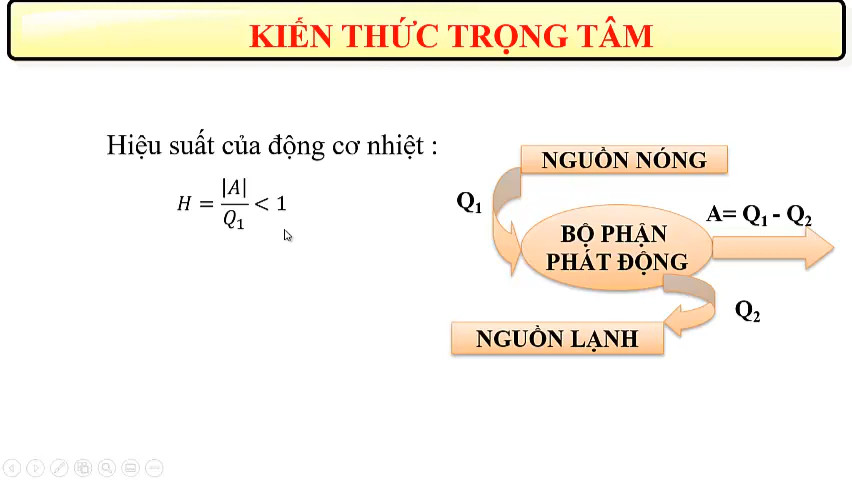 KIẾN THỨC TRỌNG TÂM
Hiệu suất của động cơ nhiệt :
H = |A| / Q₁ < 1
NGUỒN NÓNG
Q₁
A= Q₁ - Q₂
BỘ PHẬN
PHÁT ĐỘNG
Q₂
NGUỒN LẠNH